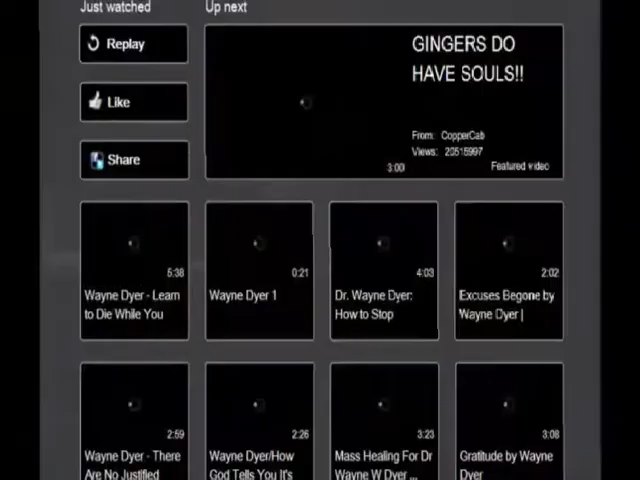 Just watched
Up next
Replay
Like
Share
GINGERS DO
HAVE SOULS!!
From: CopperCab
Views: 20515997
3:00
Featured video
5:38
Wayne Dyer - Learn
to Die While You
0:21
Wayne Dyer 1
4:03
Dr. Wayne Dyer:
How to Stop
2:02
Excuses Begone by
Wayne Dyer |
2:59
Wayne Dyer - There
Are No Justified
2:26
Wayne Dyer/How
God Tells You It's
3:23
Mass Healing For Dr
Wayne W Dyer ...
3:08
Gratitude by Wayne
Dyer